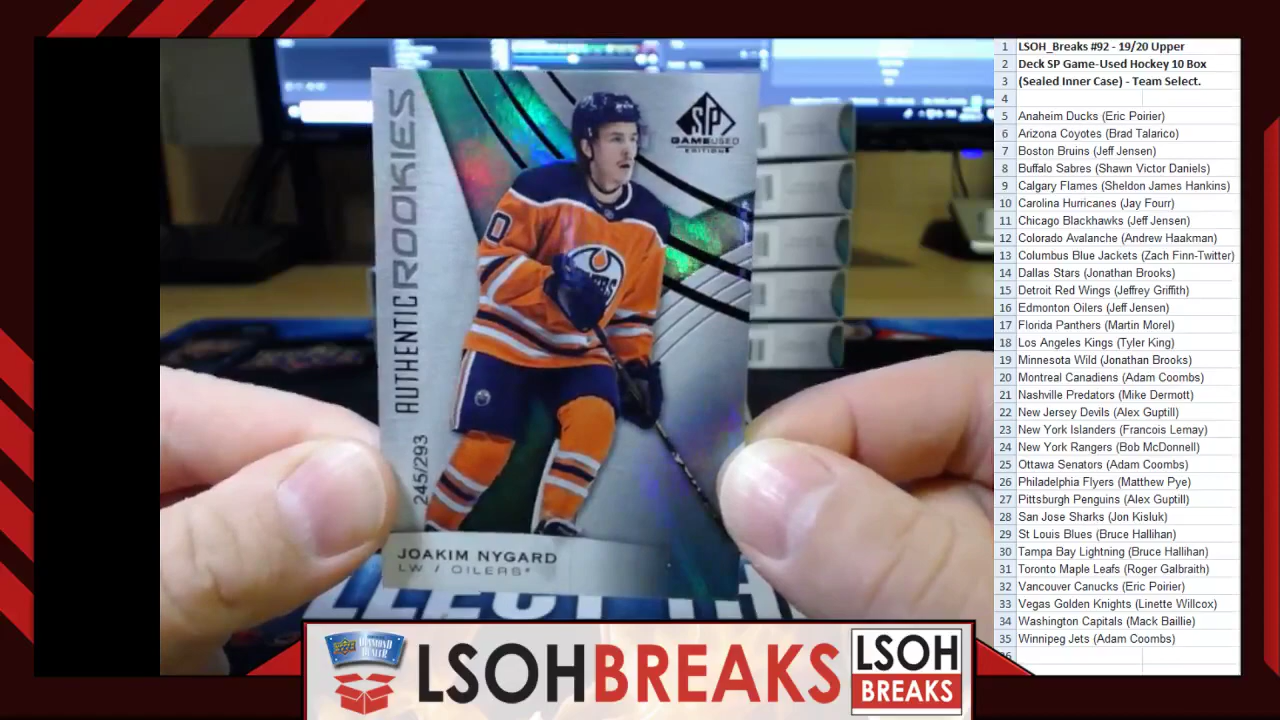 AUTHENTIC ROOKIES
245/293
SP
GAMEUSED
EDITION
0
JOAKIM NYGARD
LW / OILERS
LSOHBREAKS
LSOH
BREAKS
1 LSOH_Breaks #92 - 19/20 Upper
2 Deck SP Game-Used Hockey 10 Box
3 (Sealed Inner Case) - Team Select.
4
5 Anaheim Ducks (Eric Poirier)
6 Arizona Coyotes (Brad Talarico)
7 Boston Bruins (Jeff Jensen)
8 Buffalo Sabres (Shawn Victor Daniels)
9 Calgary Flames (Sheldon James Hankins)
10 Carolina Hurricanes (Jay Fourr)
11 Chicago Blackhawks (Jeff Jensen)
12 Colorado Avalanche (Andrew Haakman)
13 Columbus Blue Jackets (Zach Finn-Twitter)
14 Dallas Stars (Jonathan Brooks)
15 Detroit Red Wings (Jeffrey Griffith)
16 Edmonton Oilers (Jeff Jensen)
17 Florida Panthers (Martin Morel)
18 Los Angeles Kings (Tyler King)
19 Minnesota Wild (Jonathan Brooks)
20 Montreal Canadiens (Adam Coombs)
21 Nashville Predators (Mike Dermott)
22 New Jersey Devils (Alex Guptill)
23 New York Islanders (Francois Lemay)
24 New York Rangers (Bob McDonnell)
25 Ottawa Senators (Adam Coombs)
26 Philadelphia Flyers (Matthew Pye)
27 Pittsburgh Penguins (Alex Guptill)
28 San Jose Sharks (Jon Kisluk)
29 St Louis Blues (Bruce Hallihan)
30 Tampa Bay Lightning (Bruce Hallihan)
31 Toronto Maple Leafs (Roger Galbraith)
32 Vancouver Canucks (Eric Poirier)
33 Vegas Golden Knights (Linette Willcox)
34 Washington Capitals (Mack Baillie)
35 Winnipeg Jets (Adam Coombs)